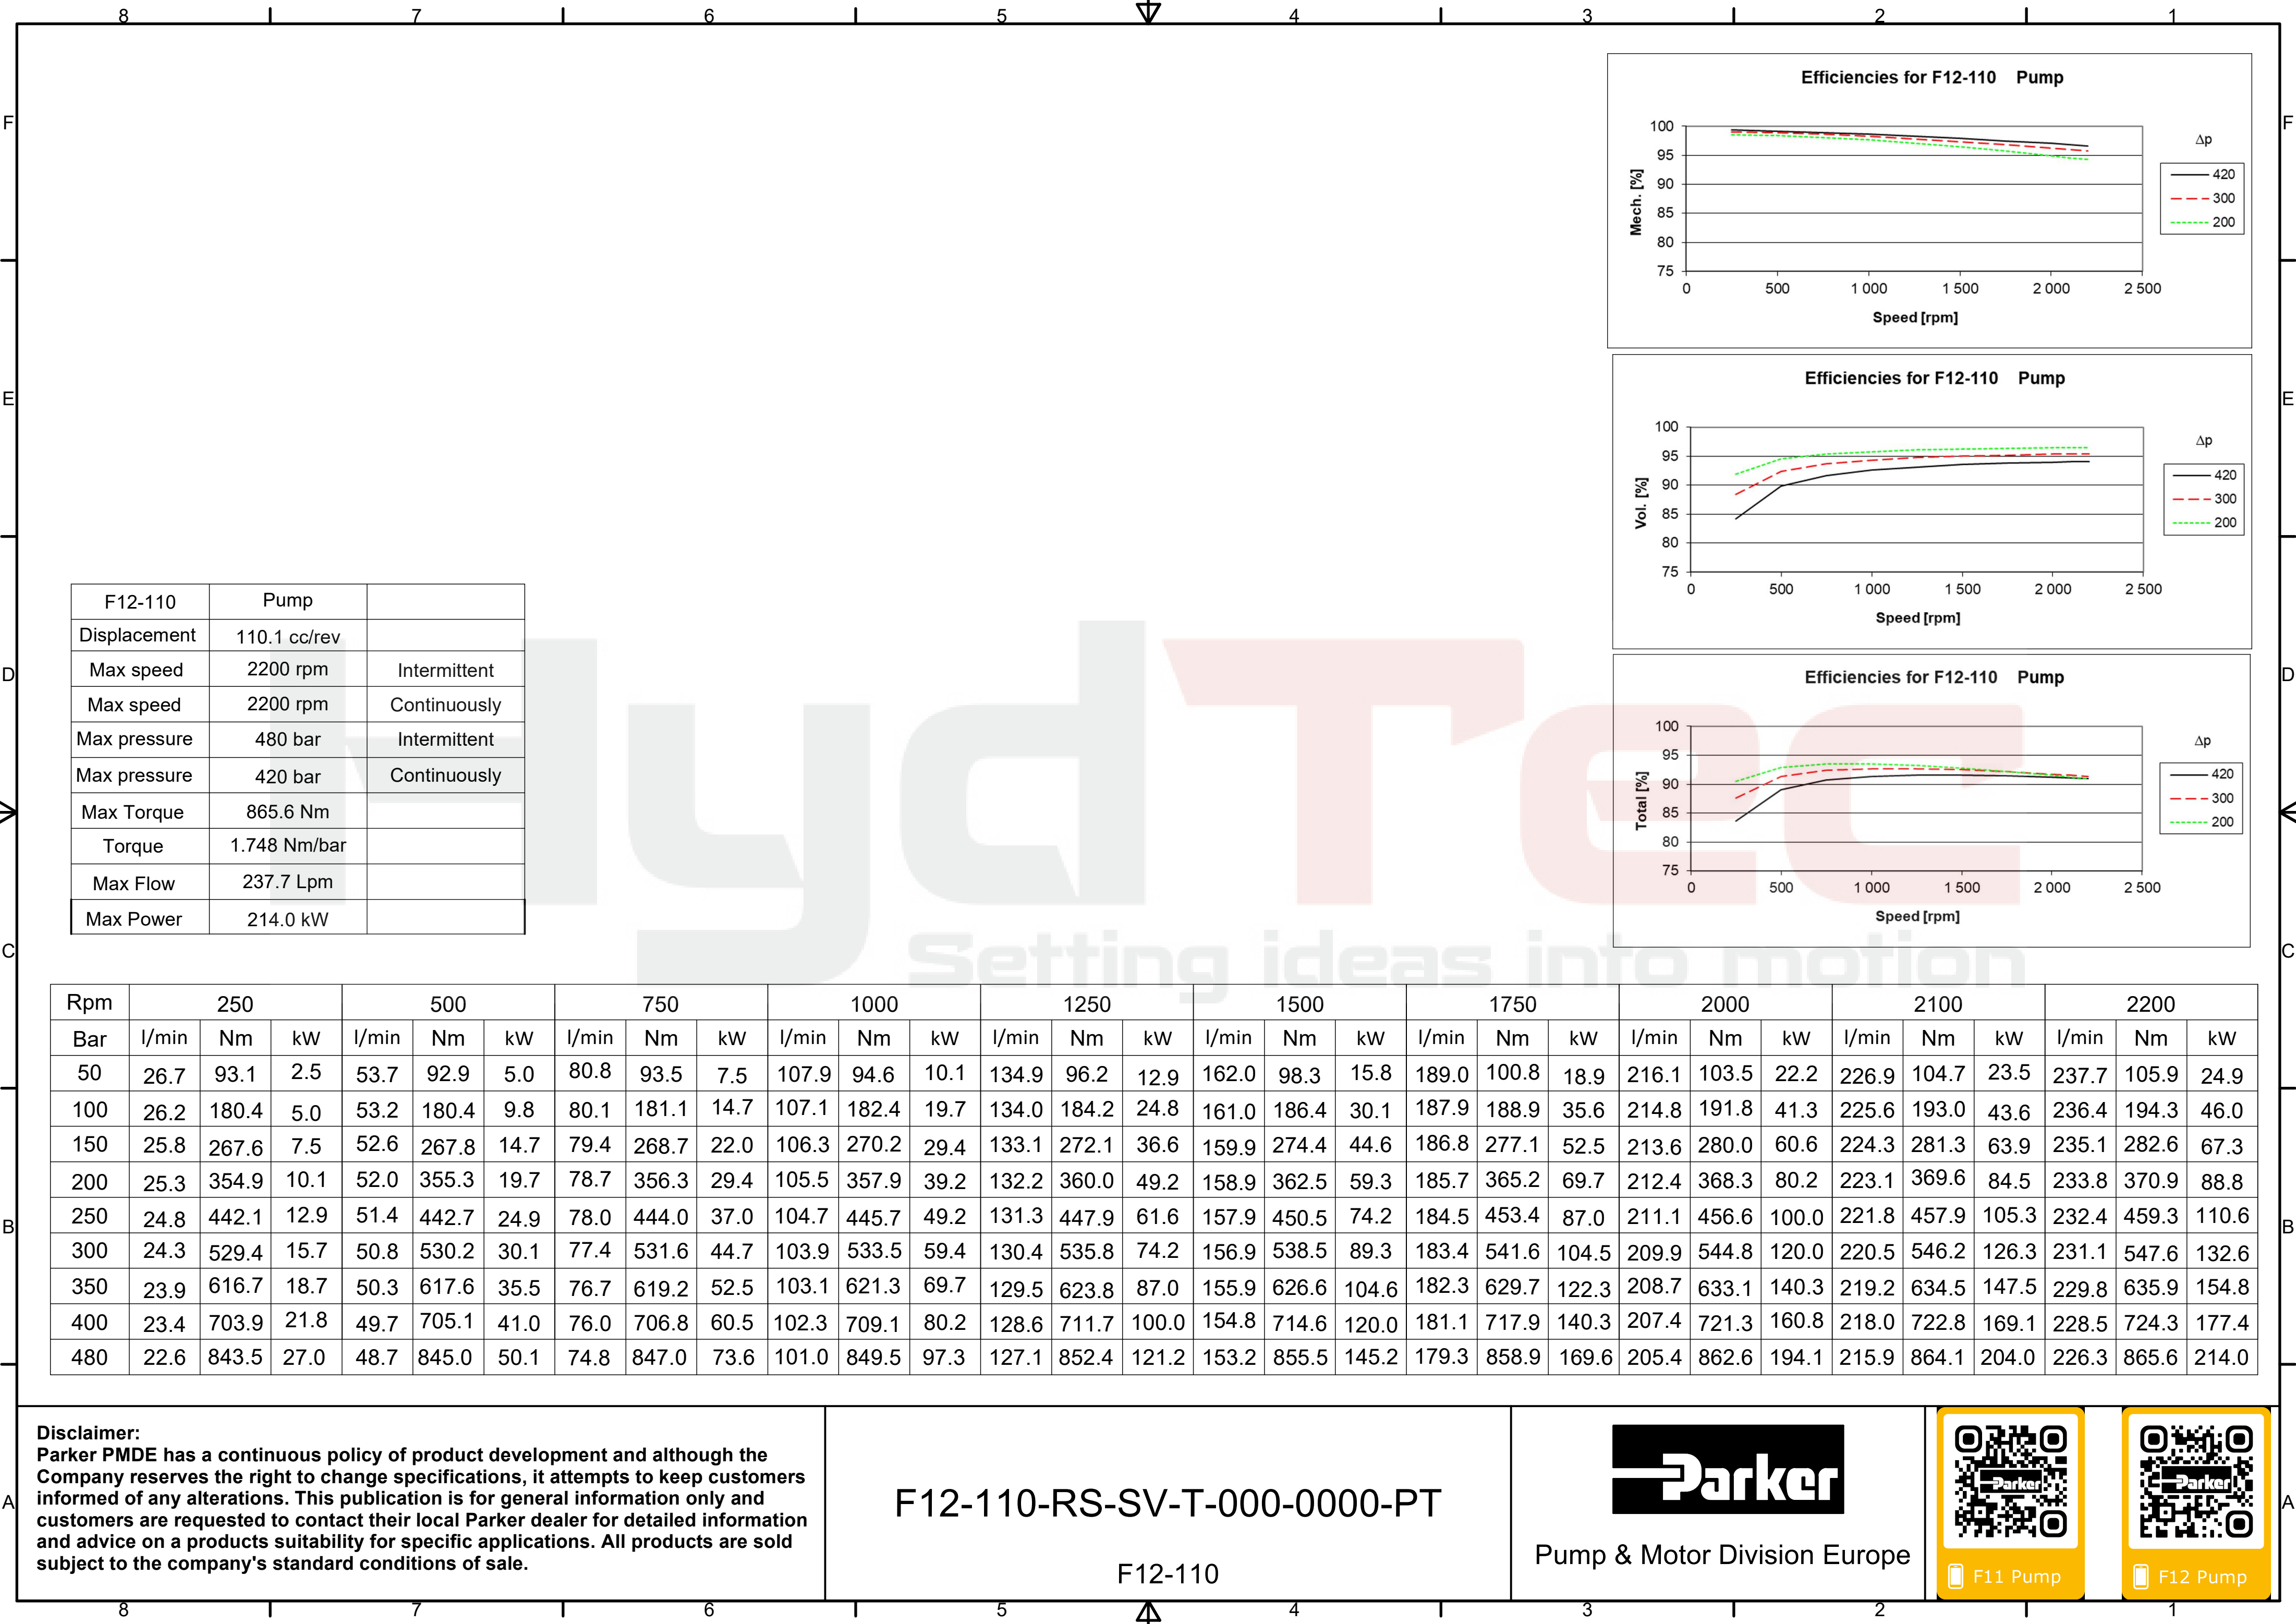 8 7 6 5 4 3 2 1
F F
E E
D D
C C
B B
A A
Efficiencies for F12-110 Pump
100
95
90
85
80
75
Mech. [%]
0 500 1 000 1 500 2 000 2 500
Speed [rpm]
Δp
420
300
200
Efficiencies for F12-110 Pump
100
95
90
85
80
75
Vol. [%]
0 500 1 000 1 500 2 000 2 500
Speed [rpm]
Δp
420
300
200
Efficiencies for F12-110 Pump
100
95
90
85
80
75
Total [%]
0 500 1 000 1 500 2 000 2 500
Speed [rpm]
Δp
420
300
200
F12-110 Pump
Displacement 110.1 cc/rev
Max speed 2200 rpm Intermittent
Max speed 2200 rpm Continuously
Max pressure 480 bar Intermittent
Max pressure 420 bar Continuously
Max Torque 865.6 Nm
Torque 1.748 Nm/bar
Max Flow 237.7 Lpm
Max Power 214.0 kW
HydTec
Setting ideas into motion
Rpm 250 500 750 1000 1250 1500 1750 2000 2100 2200
Bar l/min Nm kW l/min Nm kW l/min Nm kW l/min Nm kW l/min Nm kW l/min Nm kW l/min Nm kW l/min Nm kW l/min Nm kW l/min Nm kW
50 26.7 93.1 2.5 53.7 92.9 5.0 80.8 93.5 7.5 107.9 94.6 10.1 134.9 96.2 12.9 162.0 98.3 15.8 189.0 100.8 18.9 216.1 103.5 22.2 226.9 104.7 23.5 237.7 105.9 24.9
100 26.2 180.4 5.0 53.2 180.4 9.8 80.1 181.1 14.7 107.1 182.4 19.7 134.0 184.2 24.8 161.0 186.4 30.1 187.9 188.9 35.6 214.8 191.8 41.3 225.6 193.0 43.6 236.4 194.3 46.0
150 25.8 267.6 7.5 52.6 267.8 14.7 79.4 268.7 22.0 106.3 270.2 29.4 133.1 272.1 36.6 159.9 274.4 44.6 186.8 277.1 52.5 213.6 280.0 60.6 224.3 281.3 63.9 235.1 282.6 67.3
200 25.3 354.9 10.1 52.0 355.3 19.7 78.7 356.3 29.4 105.5 357.9 39.2 132.2 360.0 49.2 158.9 362.5 59.3 185.7 365.2 69.7 212.4 368.3 80.2 223.1 369.6 84.5 233.8 370.9 88.8
250 24.8 442.1 12.9 51.4 442.7 24.9 78.0 444.0 37.0 104.7 445.7 49.2 131.3 447.9 61.6 157.9 450.5 74.2 184.5 453.4 87.0 211.1 456.6 100.0 221.8 457.9 105.3 232.4 459.3 110.6
300 24.3 529.4 15.7 50.8 530.2 30.1 77.4 531.6 44.7 103.9 533.5 59.4 130.4 535.8 74.2 156.9 538.5 89.3 183.4 541.6 104.5 209.9 544.8 120.0 220.5 546.2 126.3 231.1 547.6 132.6
350 23.9 616.7 18.7 50.3 617.6 35.5 76.7 619.2 52.5 103.1 621.3 69.7 129.5 623.8 87.0 155.9 626.6 104.6 182.3 629.7 122.3 208.7 633.1 140.3 219.2 634.5 147.5 229.8 635.9 154.8
400 23.4 703.9 21.8 49.7 705.1 41.0 76.0 706.8 60.5 102.3 709.1 80.2 128.6 711.7 100.0 154.8 714.6 120.0 181.1 717.9 140.3 207.4 721.3 160.8 218.0 722.8 169.1 228.5 724.3 177.4
480 22.6 843.5 27.0 48.7 845.0 50.1 74.8 847.0 73.6 101.0 849.5 97.3 127.1 852.4 121.2 153.2 855.5 145.2 179.3 858.9 169.6 205.4 862.6 194.1 215.9 864.1 204.0 226.3 865.6 214.0
Disclaimer:
Parker PMDE has a continuous policy of product development and although the
Company reserves the right to change specifications, it attempts to keep customers
informed of any alterations. This publication is for general information only and
customers are requested to contact their local Parker dealer for detailed information
and advice on a products suitability for specific applications. All products are sold
subject to the company's standard conditions of sale.
F12-110-RS-SV-T-000-0000-PT
F12-110
Parker
Pump & Motor Division Europe
Parker
F11 Pump
Parker
F12 Pump
8 7 6 5 4 3 2 1